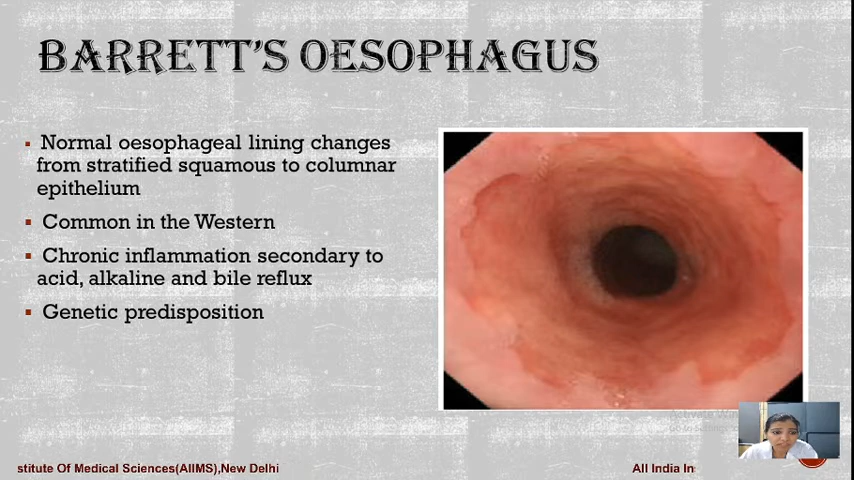 BARRETT'S OESOPHAGUS
▪ Normal oesophageal lining changes
from stratified squamous to columnar
epithelium
▪ Common in the Western
▪ Chronic inflammation secondary to
acid, alkaline and bile reflux
▪ Genetic predisposition
stitute Of Medical Sciences(AIIMS),New Delhi
All India In